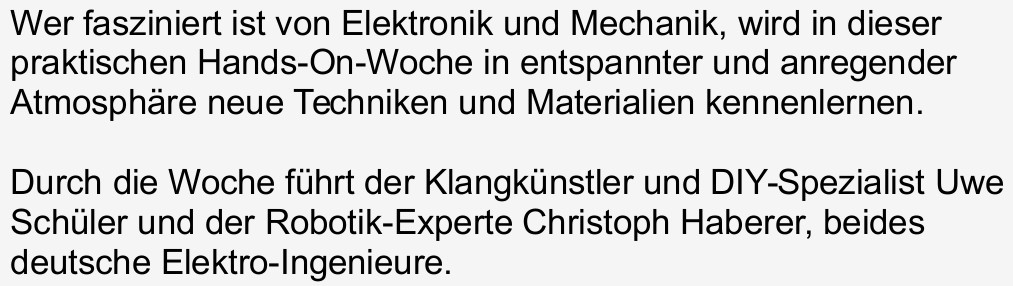 Wer fasziniert ist von Elektronik und Mechanik, wird in dieser
praktischen Hands-On-Woche in entspannter und anregender
Atmosphäre neue Techniken und Materialien kennenlernen.
Durch die Woche führt der Klangkünstler und DIY-Spezialist Uwe
Schüler und der Robotik-Experte Christoph Haberer, beides
deutsche Elektro-Ingenieure.